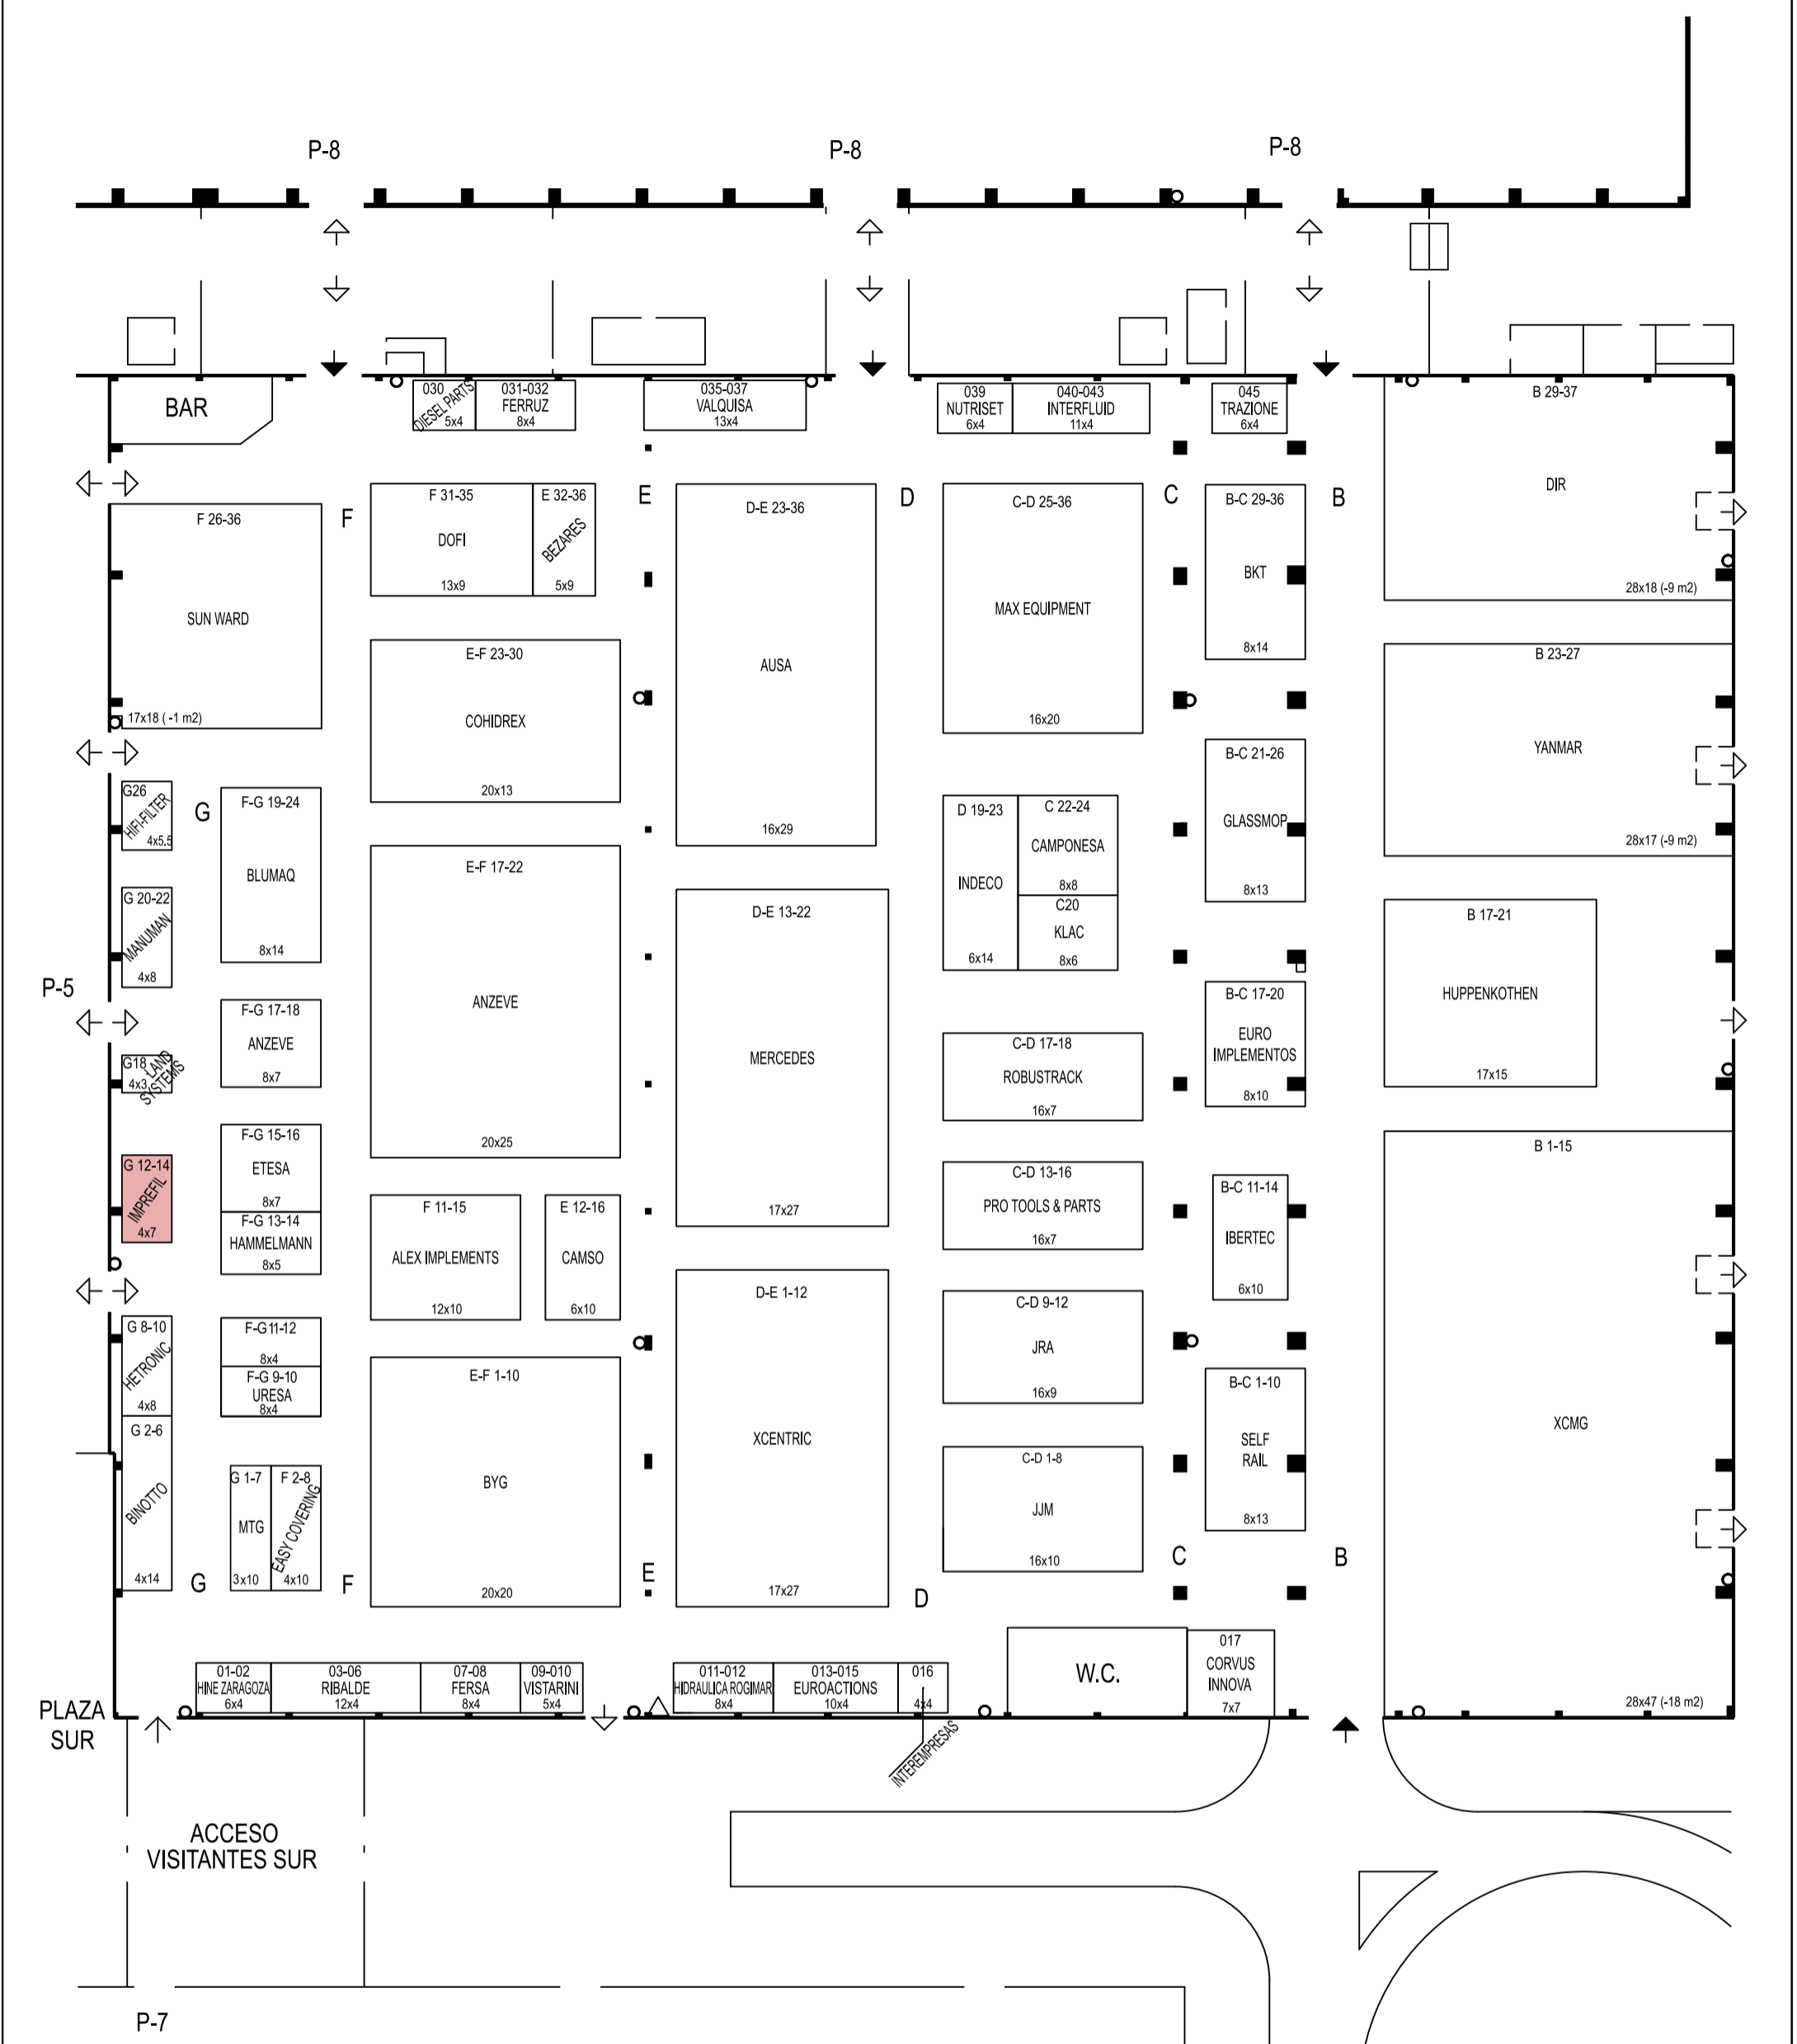 P-8
P-8
P-8
BAR
030
DIESEL PARTS
5x4
031-032
FERRUZ
8x4
035-037
VALQUISA
13x4
039
NUTRISET
6x4
040-043
INTERFLUID
11x4
045
TRAZIONE
6x4
B 29-37
DIR
28x18 (-9 m2)
F 26-36
SUN WARD
17x18 ( -1 m2)
F
F 31-35
DOFI
13x9
E 32-36
BEZARES
5x9
E
D-E 23-36
AUSA
16x29
D
C-D 25-36
MAX EQUIPMENT
16x20
C
B-C 29-36
BKT
8x14
B
E-F 23-30
COHIDREX
20x13
B 23-27
YANMAR
28x17 (-9 m2)
G26
HIFI-FILTER
4x5.5
G
F-G 19-24
BLUMAQ
8x14
E-F 17-22
ANZEVE
20x25
D-E 13-22
MERCEDES
17x27
D 19-23
INDECO
6x14
C 22-24
CAMPONESA
8x8
C20
KLAC
8x6
B-C 21-26
GLASSMOP
8x13
B 17-21
HUPPENKOTHEN
17x15
G 20-22
MANUMAN
4x8
P-5
F-G 17-18
ANZEVE
8x7
C-D 17-18
ROBUSTRACK
16x7
B-C 17-20
EURO
IMPLEMENTOS
8x10
G18
LAND
SYSTEMS
4x3
G 12-14
IMPREFIL
4x7
F-G 15-16
ETESA
8x7
F-G 13-14
HAMMELMANN
8x5
F 11-15
ALEX IMPLEMENTS
12x10
E 12-16
CAMSO
6x10
C-D 13-16
PRO TOOLS & PARTS
16x7
B-C 11-14
IBERTEC
6x10
B 1-15
XCMG
28x47 (-18 m2)
G 8-10
HETRONIC
4x8
F-G11-12
8x4
F-G 9-10
URESA
8x4
E-F 1-10
BYG
20x20
D-E 1-12
XCENTRIC
17x27
C-D 9-12
JRA
16x9
B-C 1-10
SELF
RAIL
8x13
G 2-6
BINOTTO
4x14
G 1-7
MTG
3x10
F 2-8
EASY COVERING
4x10
C-D 1-8
JJM
16x10
G
F
E
D
C
B
01-02
HINE ZARAGOZA
6x4
03-06
RIBALDE
12x4
07-08
FERSA
8x4
09-010
VISTARINI
5x4
011-012
HIDRAULICA ROGIMAR
8x4
013-015
EUROACTIONS
10x4
016
4x4
INTEREMPRESAS
W.C.
017
CORVUS
INNOVA
7x7
PLAZA
SUR
ACCESO
VISITANTES SUR
P-7